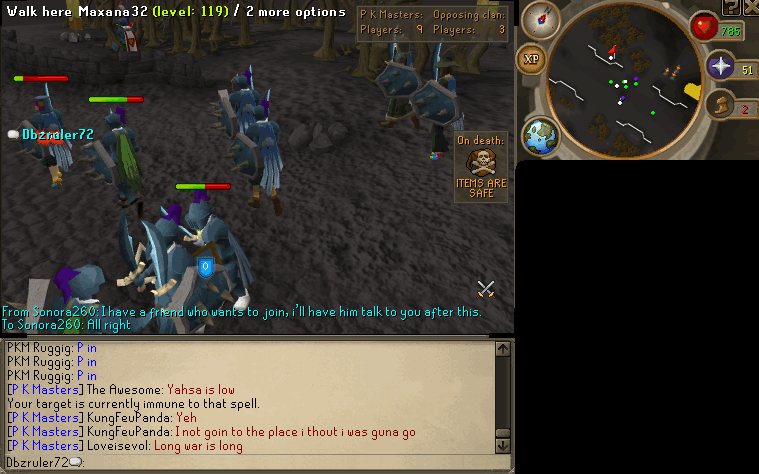 Walk here Maxana32 (level: 119) / 2 more options
P K Masters: Opposing clan:
Players: 9 Players: 3
785
XP
51
2
Dbzruler72
On death:
ITEMS ARE
SAFE
0
From Sonora260: I have a friend who wants to join, i'll have him talk to you after this.
To Sonora260: All right
PKM Ruggig: P in
PKM Ruggig: P in
PKM Ruggig: P in
[P K Masters] The Awesome: Yahsa is low
Your target is currently immune to that spell.
[P K Masters] KungFeuPanda: Yeh
[P K Masters] KungFeuPanda: I not goin to the place i thout i was guna go
[P K Masters] Loveisevol: Long war is long
Dbzruler72: